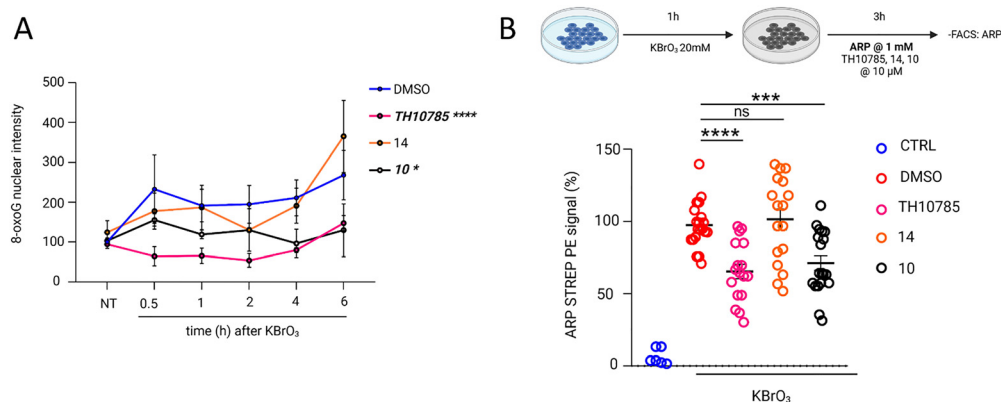 A
500
400
300
200
100
0
8-oxoG nuclear intensity
NT
0.5
1
2
4
6
time (h) after KBrO₃
DMSO
TH10785 ****
14
10 *
B
1h
KBrO₃ 20mM
3h
ARP @ 1 mM
TH10785, 14, 10
@ 10 µM
-FACS: ARP
***
ns
****
150
100
50
0
ARP STREP PE signal (%)
KBrO₃
CTRL
DMSO
TH10785
14
10